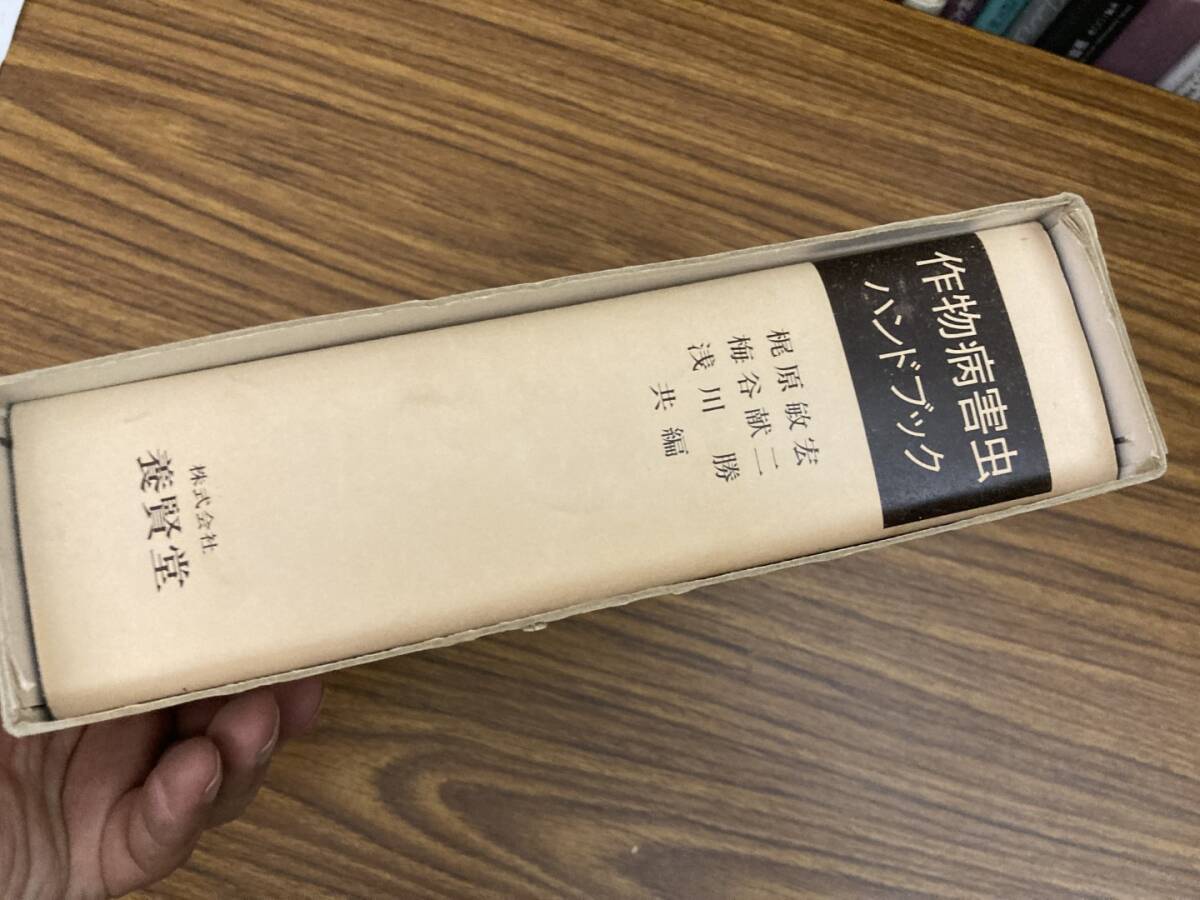 作物病害虫
ハンドブック
梶原敏宏
梅谷献二
浅川勝
共編
株式会社
養賢堂